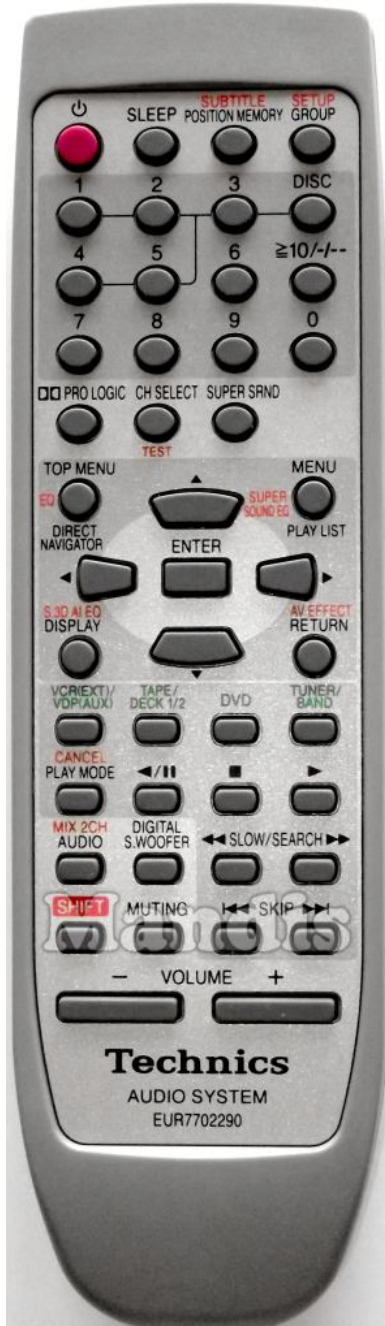 SUBTITLE SETUP
SLEEP POSITION MEMORY GROUP
1 2 3 DISC
4 5 6 ≧10/-/--
7 8 9 0
PRO LOGIC CH SELECT SUPER SRND
TEST
TOP MENU MENU
EQ SUPER
SOUND EQ
DIRECT
NAVIGATOR ENTER PLAY LIST
S.3D AI EQ AV EFFECT
DISPLAY RETURN
VCR(EXT)/ TAPE/ DVD TUNER/
VDP(AUX) DECK 1/2 BAND
CANCEL
PLAY MODE ◀/❚❚ ■ ▶
MIX 2CH DIGITAL
AUDIO S.WOOFER ◀◀ SLOW/SEARCH ▶▶
SHIFT MUTING |◀◀ SKIP ▶▶|
Mandis
− VOLUME +
Technics
AUDIO SYSTEM
EUR7702290